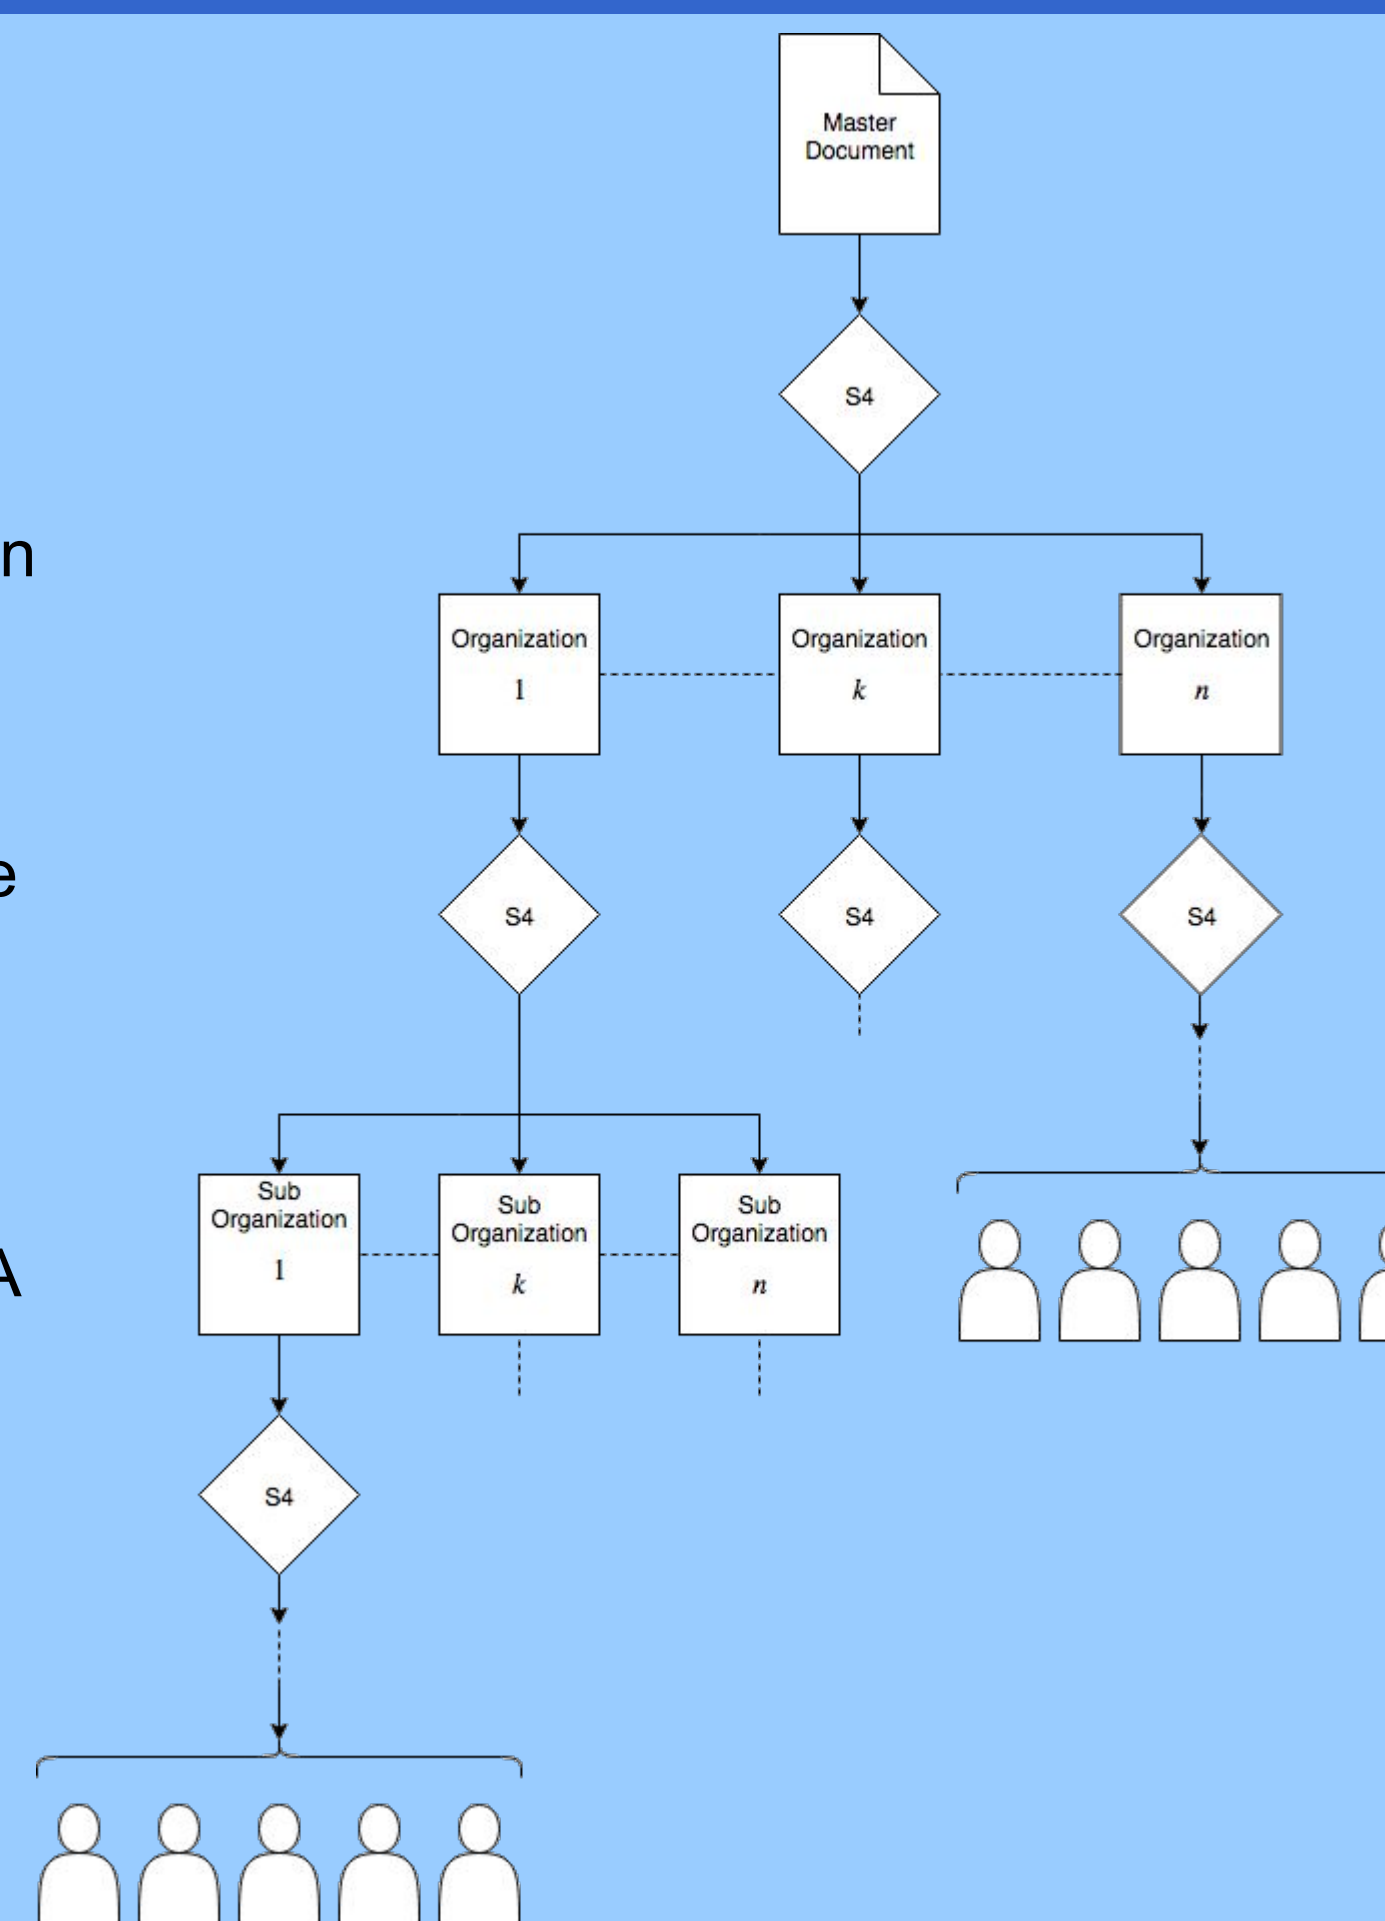 Master
Document
S4
n
Organization
1
Organization
k
Organization
n
e
S4
S4
S4
Sub
Organization
1
Sub
Organization
k
Sub
Organization
n
A
S4